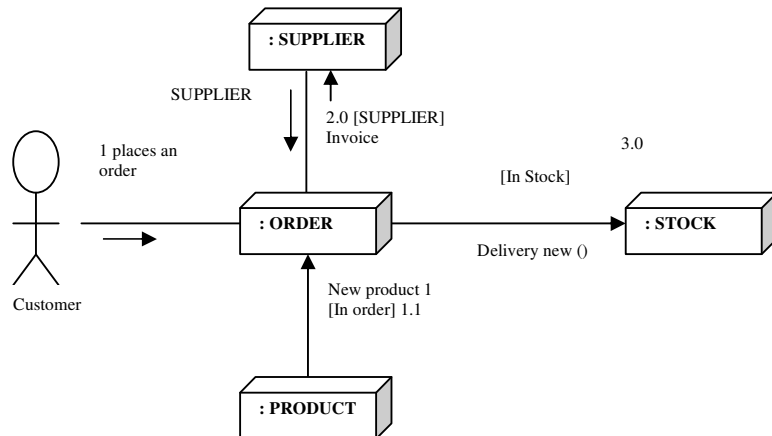 : SUPPLIER
SUPPLIER
2.0 [SUPPLIER]
Invoice
1 places an
order
3.0
[In Stock]
: ORDER
: STOCK
Delivery new ()
New product 1
[In order] 1.1
Customer
: PRODUCT